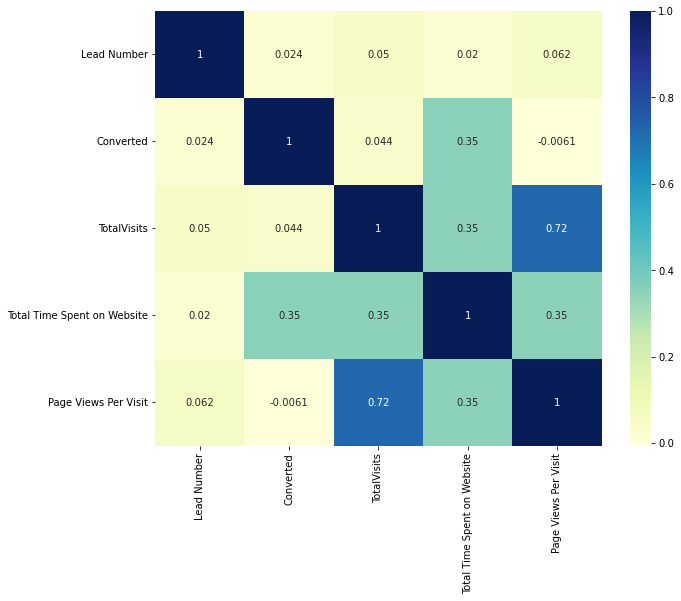 Lead Number 1 0.024 0.05 0.02 0.062
Converted 0.024 1 0.044 0.35 -0.0061
TotalVisits 0.05 0.044 1 0.35 0.72
Total Time Spent on Website 0.02 0.35 0.35 1 0.35
Page Views Per Visit 0.062 -0.0061 0.72 0.35 1
Lead Number
Converted
TotalVisits
Total Time Spent on Website
Page Views Per Visit
1.0
0.8
0.6
0.4
0.2
0.0